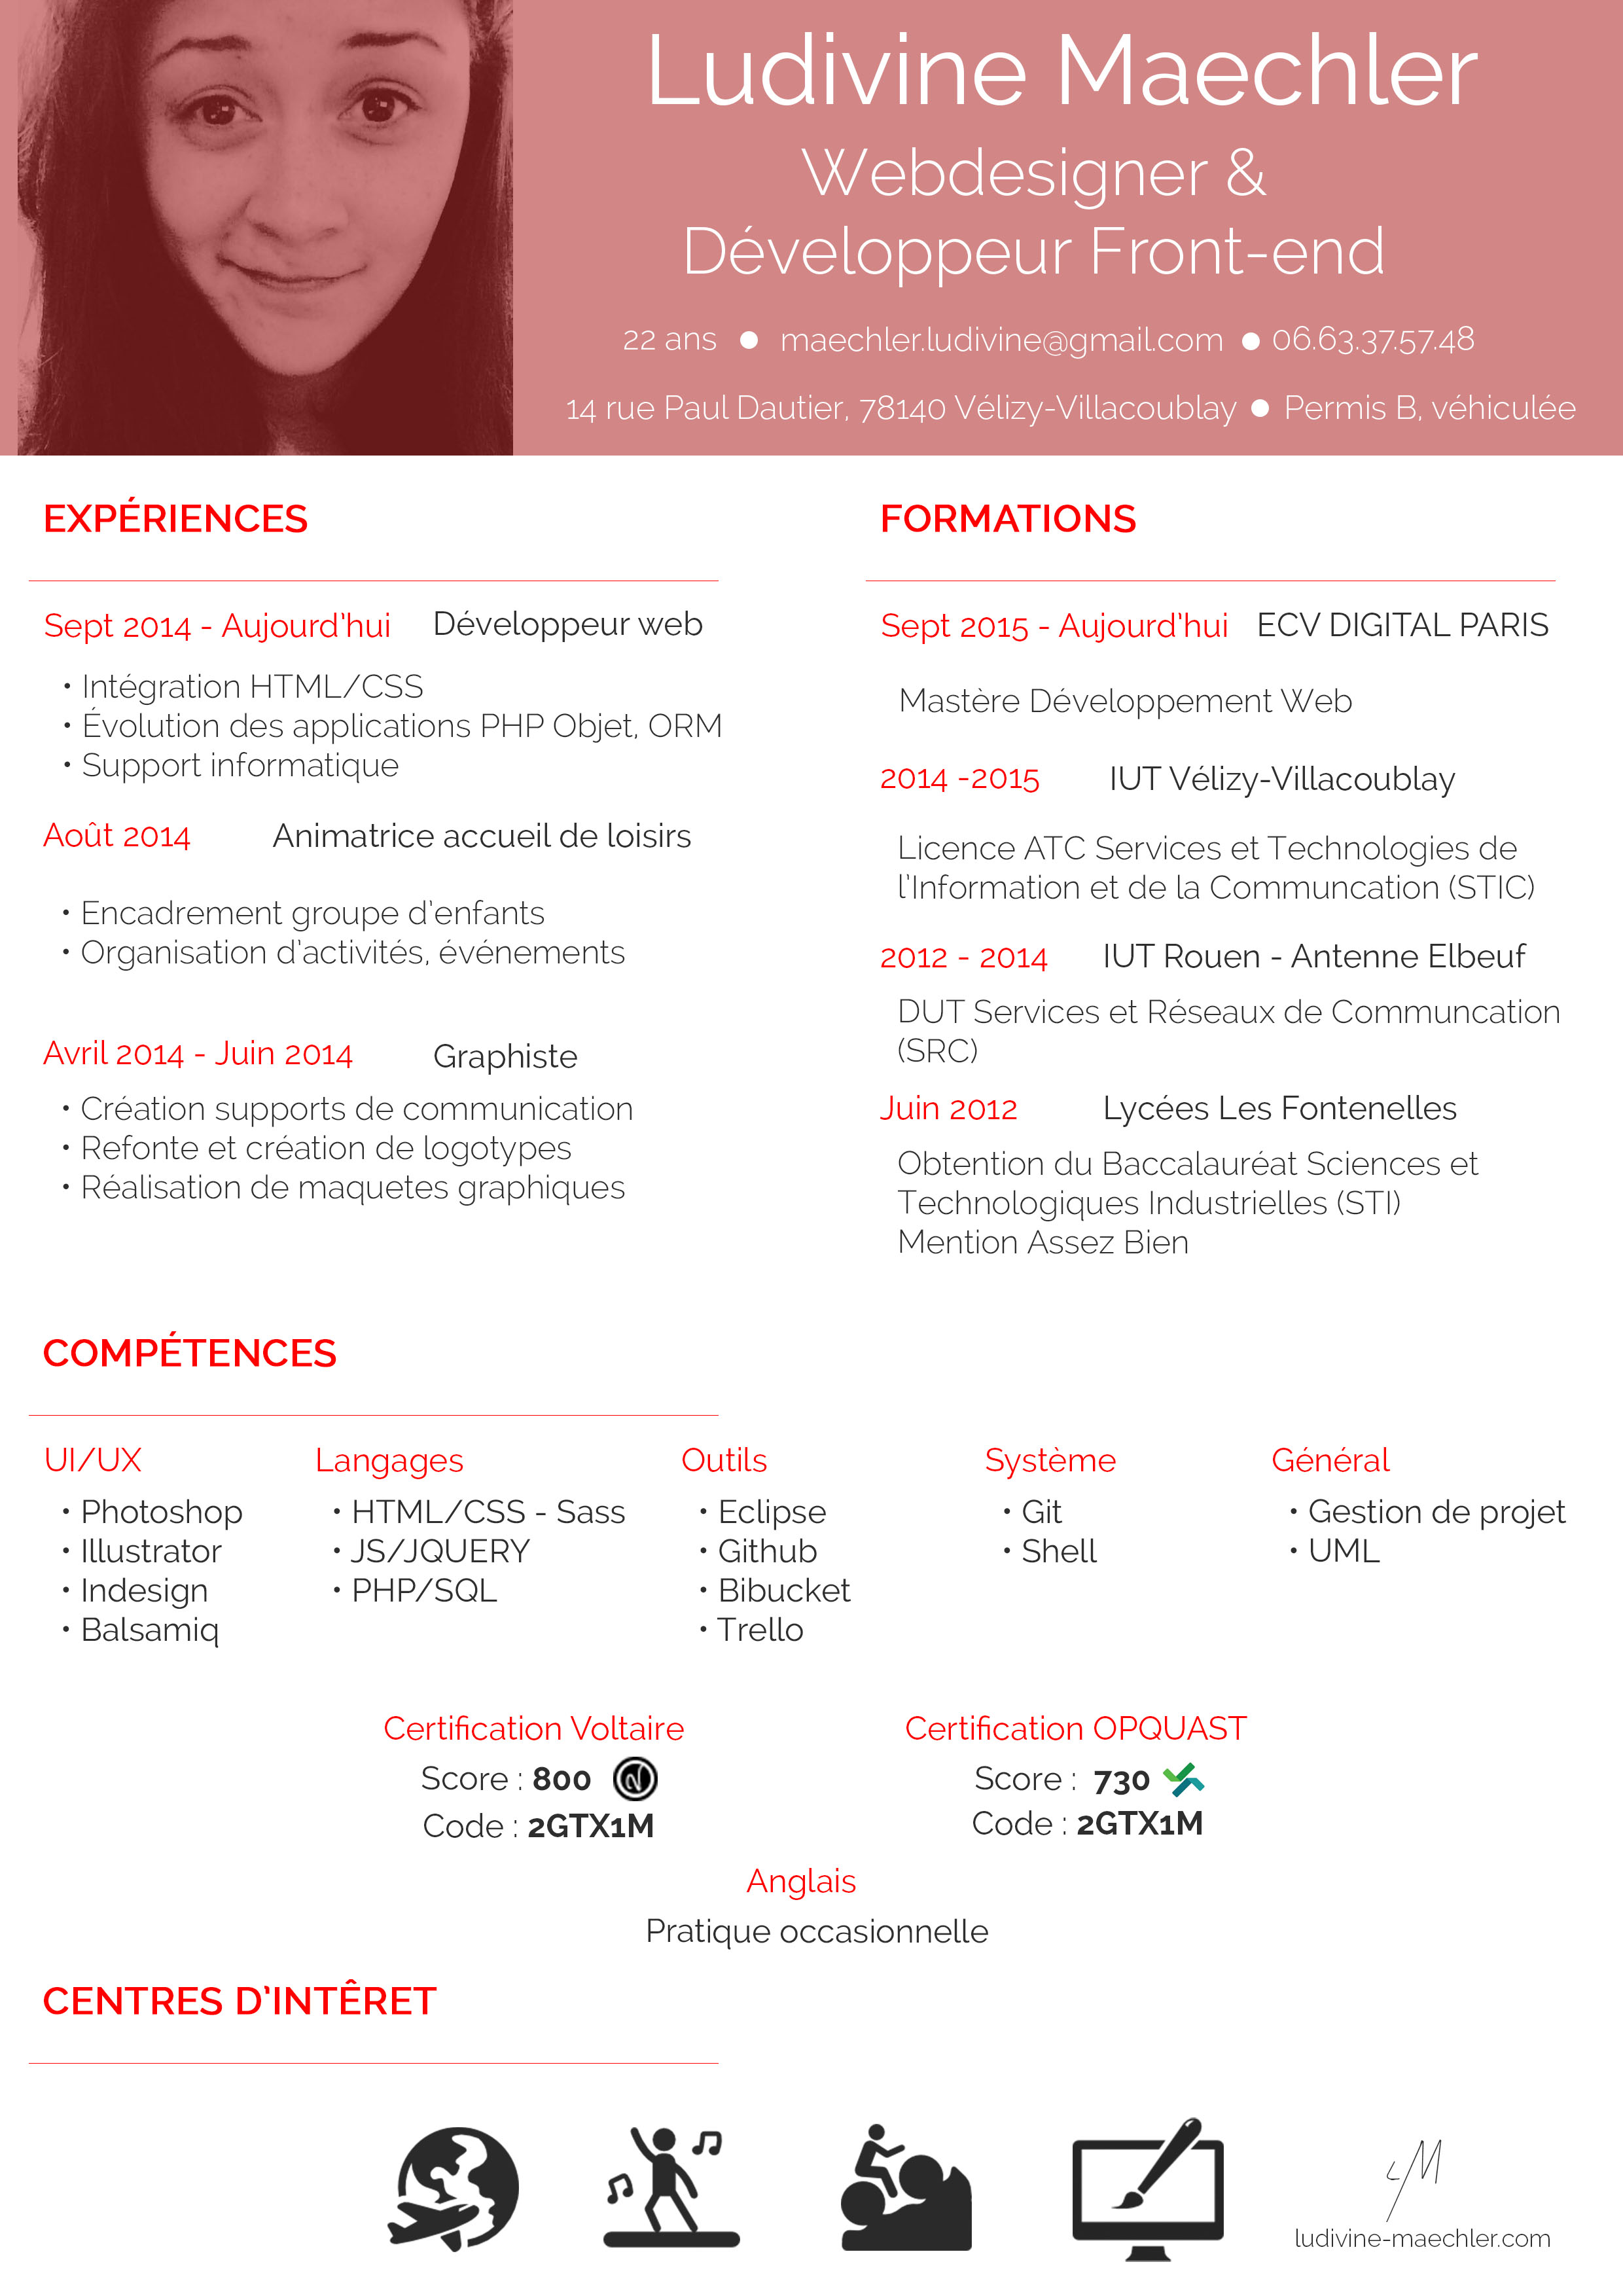 Ludivine Maechler
Webdesigner &
Développeur Front-end
22 ans ● maechler.ludivine@gmail.com ● 06.63.37.57.48
14 rue Paul Dautier, 78140 Vélizy-Villacoublay ● Permis B, véhiculée
EXPÉRIENCES
Sept 2014 - Aujourd'hui Développeur web
• Intégration HTML/CSS
• Évolution des applications PHP Objet, ORM
• Support informatique
Août 2014 Animatrice accueil de loisirs
• Encadrement groupe d'enfants
• Organisation d'activités, événements
Avril 2014 - Juin 2014 Graphiste
• Création supports de communication
• Refonte et création de logotypes
• Réalisation de maquetes graphiques
FORMATIONS
Sept 2015 - Aujourd'hui ECV DIGITAL PARIS
Mastère Développement Web
2014 -2015 IUT Vélizy-Villacoublay
Licence ATC Services et Technologies de
l'Information et de la Communcation (STIC)
2012 - 2014 IUT Rouen - Antenne Elbeuf
DUT Services et Réseaux de Communcation
(SRC)
Juin 2012 Lycées Les Fontenelles
Obtention du Baccalauréat Sciences et
Technologiques Industrielles (STI)
Mention Assez Bien
COMPÉTENCES
UI/UX
• Photoshop
• Illustrator
• Indesign
• Balsamiq
Langages
• HTML/CSS - Sass
• JS/JQUERY
• PHP/SQL
Outils
• Eclipse
• Github
• Bibucket
• Trello
Système
• Git
• Shell
Général
• Gestion de projet
• UML
Certification Voltaire
Score : 800
Code : 2GTX1M
Certification OPQUAST
Score : 730
Code : 2GTX1M
Anglais
Pratique occasionnelle
CENTRES D'INTÊRET
LM
ludivine-maechler.com